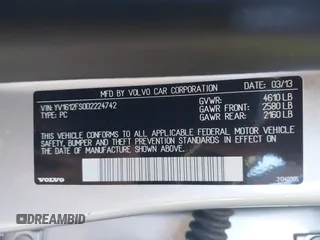 MFD BY VOLVO CAR CORPORATION 03/13
VIN: YV1612FS0D2224742 GVWR: 4610 LB
TYPE: PC GAWR FRONT: 2580 LB
GAWR REAR: 2160 LB
THIS VEHICLE CONFORMS TO ALL APPLICABLE FEDERAL MOTOR VEHICLE
SAFETY, BUMPER AND THEFT PREVENTION STANDARDS IN EFFECT ON
THE DATE OF MANUFACTURE SHOWN ABOVE.
VOLVO
DREAMBID